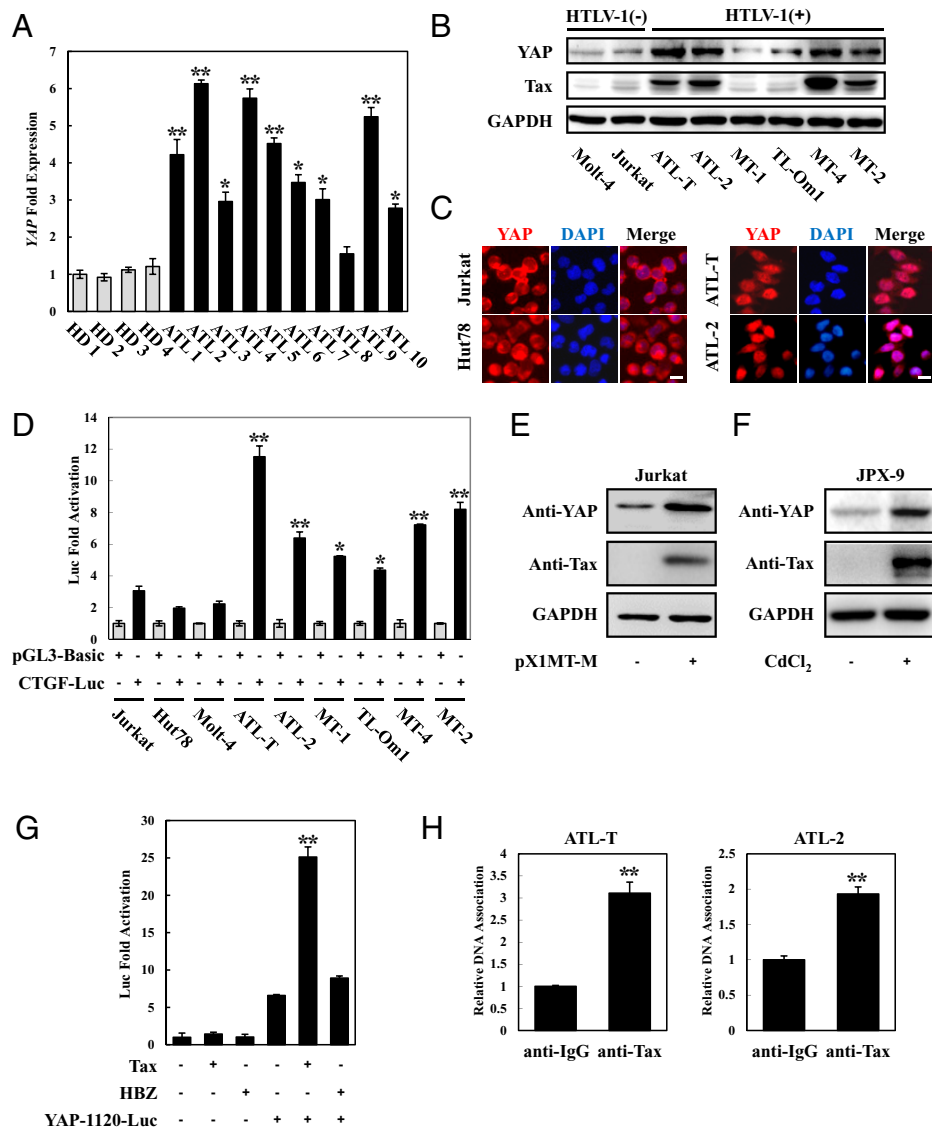 A
YAP Fold Expression
7
6
5
4
3
2
1
0
** ** * ** ** * * ** *
HD 1 HD 2 HD 3 HD 4 ATL 1 ATL 2 ATL 3 ATL 4 ATL 5 ATL 6 ATL 7 ATL 8 ATL 9 ATL 10
B
HTLV-1(-) HTLV-1(+)
YAP
Tax
GAPDH
Molt-4 Jurkat ATL-T ATL-2 MT-1 TL-Om1 MT-4 MT-2
C
YAP DAPI Merge YAP DAPI Merge
Jurkat ATL-T
Hut78 ATL-2
D
Luc Fold Activation
14
12
10
8
6
4
2
0
** ** * * ** **
pGL3-Basic + - + - + - + - + - + - + - + - + -
CTGF-Luc - + - + - + - + - + - + - + - + - +
Jurkat Hut78 Molt-4 ATL-T ATL-2 MT-1 TL-Om1 MT-4 MT-2
E
Jurkat
Anti-YAP
Anti-Tax
GAPDH
pX1MT-M - +
F
JPX-9
Anti-YAP
Anti-Tax
GAPDH
CdCl₂ - +
G
Luc Fold Activation
30
25
20
15
10
5
0
**
Tax - + - - + -
HBZ - - + - - +
YAP-1120-Luc - - - + + +
H
ATL-T
Relative DNA Association
4
3.5
3
2.5
2
1.5
1
0.5
0
**
anti-IgG anti-Tax
ATL-2
Relative DNA Association
2.5
2
1.5
1
0.5
0
**
anti-IgG anti-Tax